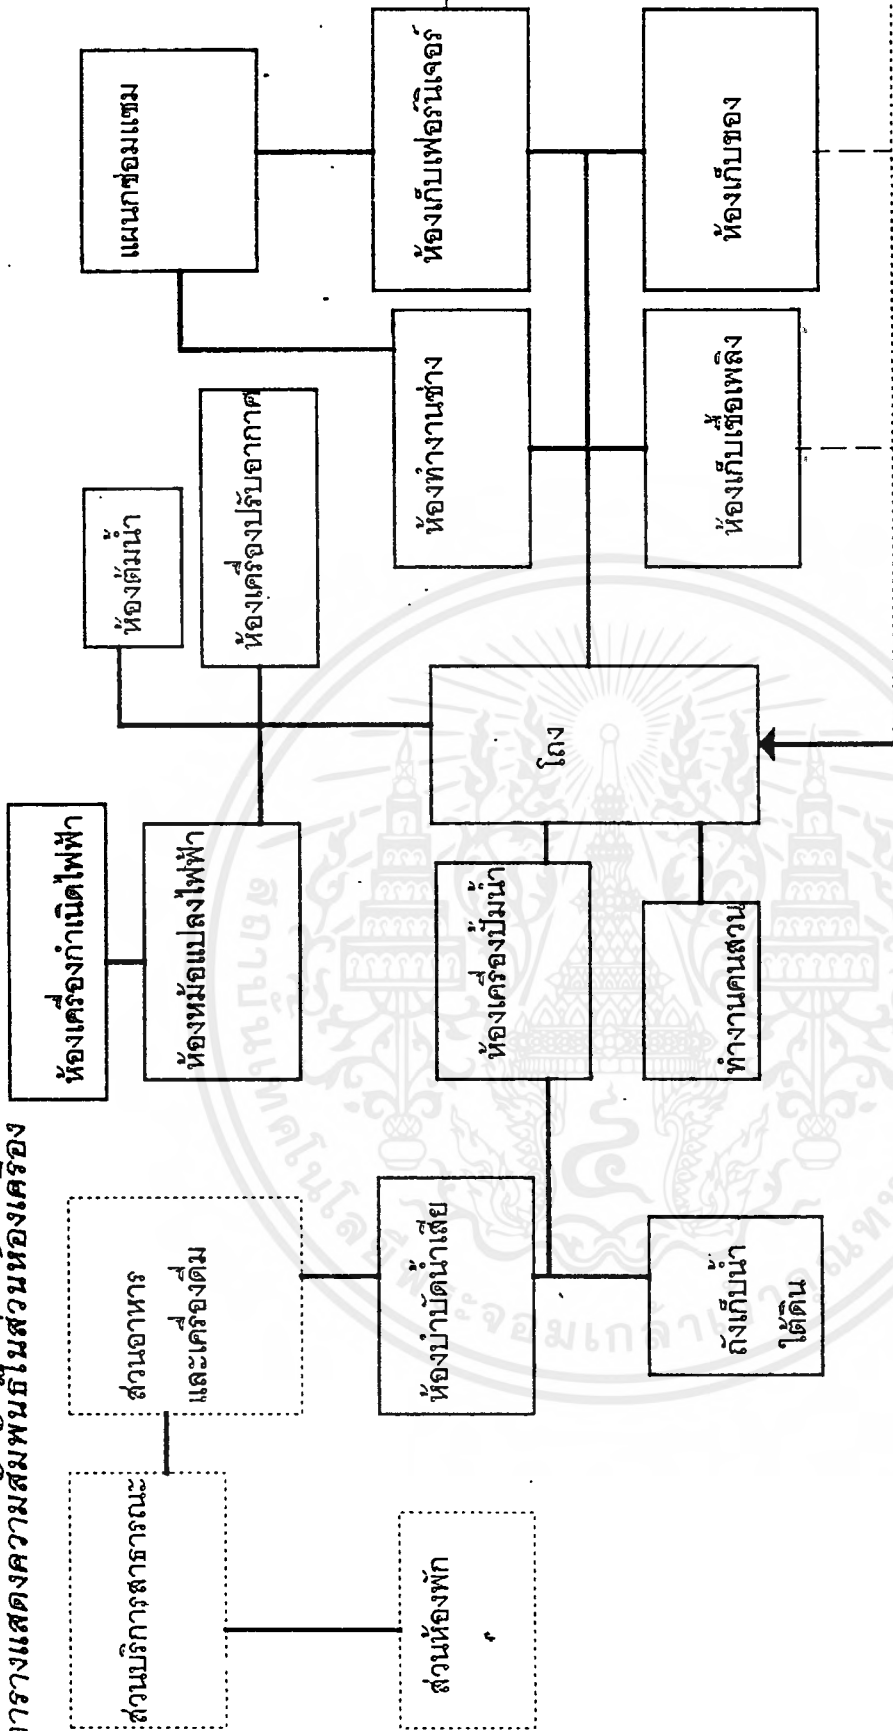 ตารางแสดงความสัมพันธ์ในส่วนห้องเครื่อง
ส่วนบริการสาธารณะ
ส่วนอาหาร
และเครื่องดื่ม
ส่วนห้องพัก
ห้องบำบัดน้ำเสีย
ถังเก็บน้ำ
ใต้ดิน
ห้องเครื่องกำเนิดไฟฟ้า
ห้องหม้อแปลงไฟฟ้า
ห้องเครื่องปั๊มน้ำ
ทำงานคนสวน
ห้องต้มน้ำ
ห้องเครื่องปรับอากาศ
โถง
แผนกซ่อมแซม
ห้องทำงานช่าง
ห้องเก็บเฟอร์นิเจอร์
ห้องเก็บเชื้อเพลิง
ห้องเก็บของ